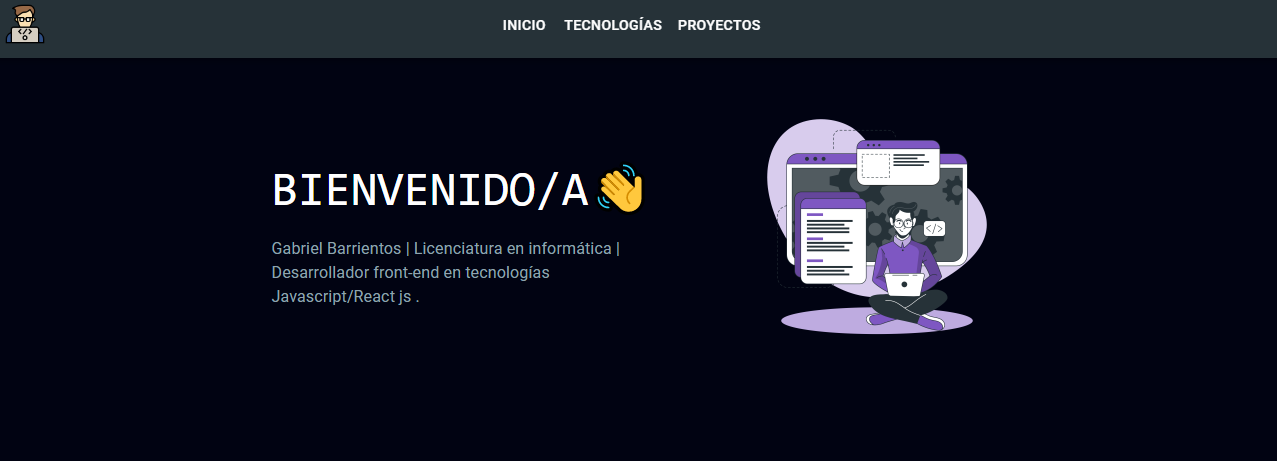 INICIO TECNOLOGÍAS PROYECTOS
BIENVENIDO/A👋
Gabriel Barrientos | Licenciatura en informática |
Desarrollador front-end en tecnologías
Javascript/React js .
</>